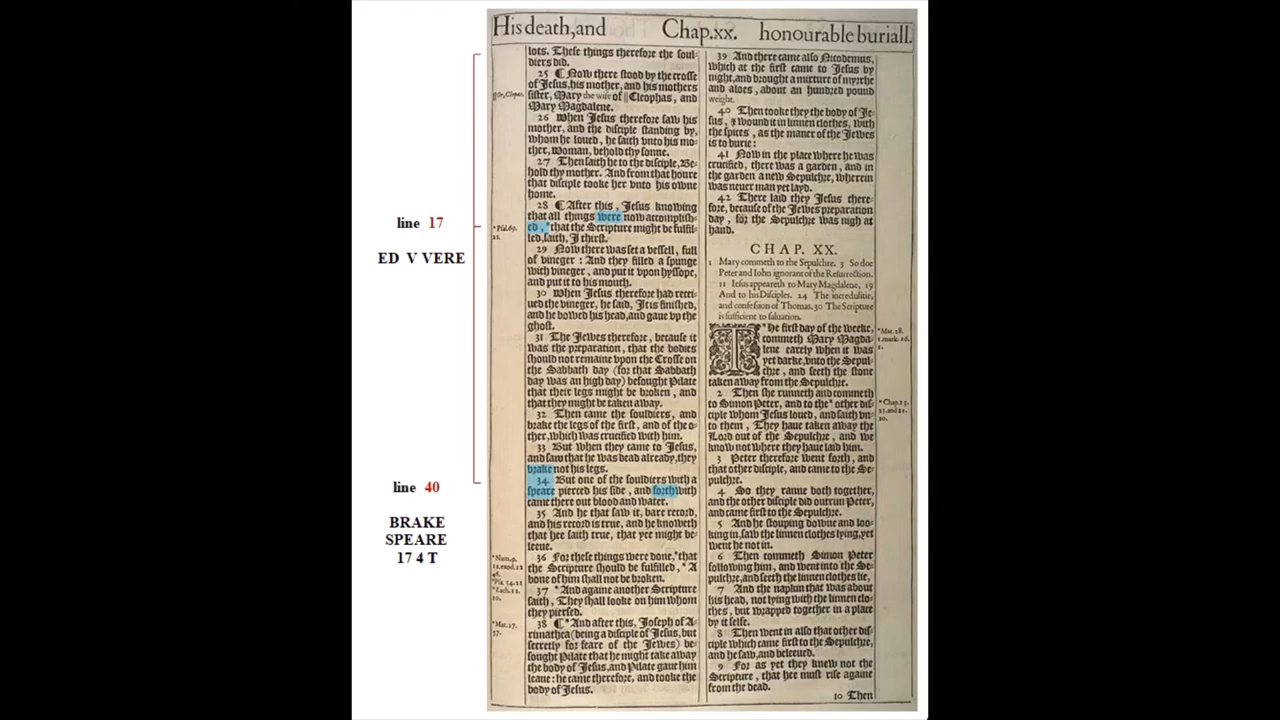 line 17
ED V VERE
line 40
BRAKE
SPEARE
17 4 T
His death, and Chap.xx. honourable buriall.
lots. These things therefore the soul-
diers did.
25 ¶ Now there stood by the crosse
of Jesus, his mother, and his mothers
sister, Mary the wife of ||Cleophas, and
Mary Magdalene.
26 When Jesus therefore saw his
mother, and the disciple standing by,
whom he loued, he saith vnto his mo-
ther, Woman, behold thy sonne.
27 Then saith he to the disciple, Be-
hold thy mother. And from that houre
that disciple tooke her vnto his owne
home.
28 ¶ After this, Jesus knowing
that all things were now accomplish-
ed, *that the Scripture might be fulfil-
led, saith, I thirst.
29 Now there was set a vessell, full
of vineger : And they filled a spunge
with vineger, and put it vpon hyssope,
and put it to his mouth.
30 When Jesus therefore had recei-
ued the vineger, he said, It is finished,
and he bowed his head, and gaue vp the
ghost.
31 The Jewes therefore, because it
was the preparation, that the bodies
should not remaine vpon the Crosse on
the Sabbath day (for that Sabbath
day was an high day) besought Pilate
that their legs might be broken, and
that they might be taken away.
32 Then came the souldiers, and
brake the legs of the first, and of the o-
ther, which was crucified with him.
33 But when they came to Jesus,
and saw that he was dead already, they
brake not his legs.
34 But one of the souldiers with a
speare pierced his side, and forthwith
came there out blood and water.
35 And he that saw it, bare record,
and his record is true, and he knoweth
that hee saith true, that yee might be-
leeue.
36 For these things were done, *that
the Scripture should be fulfilled, *A
bone of him shall not be broken.
37 *And againe another Scripture
saith, They shall looke on him whom
they pierced.
38 ¶ *And after this, Joseph of A-
rimathea (being a disciple of Jesus, but
secretly for feare of the Jewes) be-
sought Pilate that he might take away
the body of Jesus, and Pilate gaue him
leaue: he came therefore, and tooke the
body of Jesus.
||Or, Clopas.
*Psal.69.
*Mat.27.
57.
39 And there came also Nicodemus,
which at the first came to Jesus by
night, and brought a mixture of myrrhe
and aloes, about an hundred pound
weight.
40 Then tooke they the body of Je-
sus, & wound it in linnen clothes, with
the spices, as the maner of the Jewes
is to burie:
41 Now in the place where he was
crucified, there was a garden, and in
the garden a new Sepulchre, wherein
was neuer man yet layd.
42 There laid they Jesus there-
fore, because of the Jewes preparation
day, for the Sepulchre was nigh at
hand.
CHAP. XX.
1 Mary commeth to the Sepulchre. 3 So doe
Peter and Iohn ignorant of the Resurrection.
11 Iesus appeareth to Mary Magdalene, 19
And to his Disciples. 24 The incredulitie,
and confession of Thomas. 30 The Scripture
is sufficient to saluation.
T*He first day of the weeke,
commeth Mary Magda-
lene earely when it was
yet darke, vnto the Sepul-
chre, and seeth the stone
taken away from the Sepulchre.
2 Then she runneth and commeth
to Simon Peter, and to the *other dis-
ciple whom Jesus loued, and saith vn-
to them, They haue taken away the
Lord out of the Sepulchre, and we
know not where they haue laid him.
3 Peter therefore went forth, and
that other disciple, and came to the Se-
pulchre.
4 So they ranne both together,
and the other disciple did outrun Peter,
and came first to the Sepulchre.
5 And he stouping downe and loo-
king in, saw the linnen clothes lying, yet
went he not in.
6 Then commeth Simon Peter
following him, and went into the Se-
pulchre, and seeth the linnen clothes lie,
7 And the napkin that was about
his head, not lying with the linnen clo-
thes, but wrapped together in a place
by it selfe.
8 Then went in also that other dis-
ciple which came first to the Sepulchre,
and he saw, and beleeued.
9 For as yet they knew not the
Scripture, that hee must rise againe
from the dead.
10 Then
*Mat. 28.
1.mark.16.
1.
*Chap.13.
23.and 21.
20.